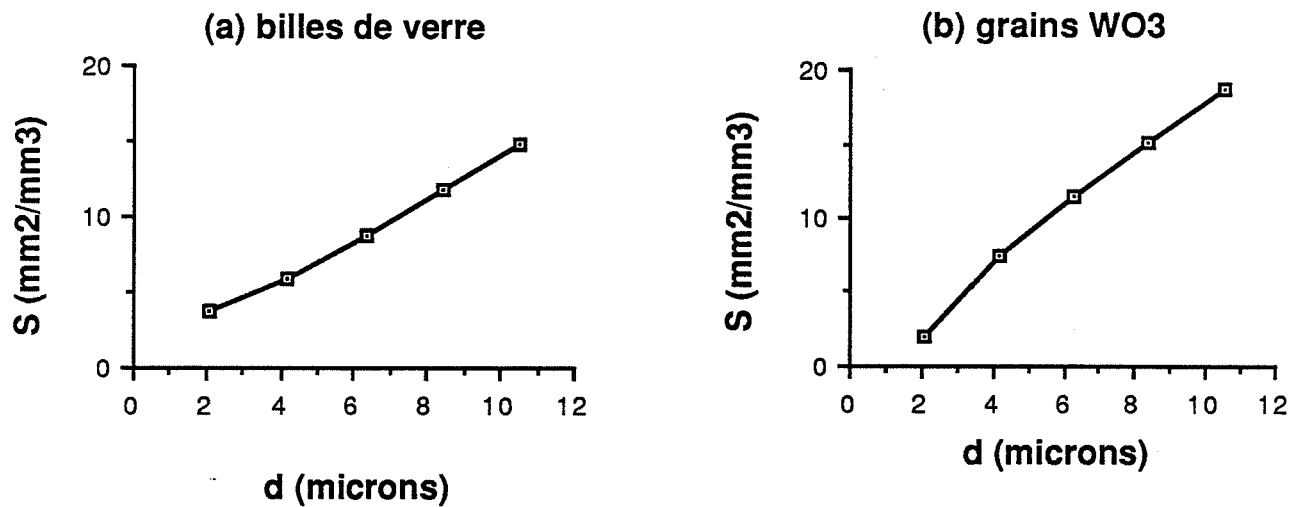 (a) billes de verre
20
10
0
S (mm2/mm3)
0 2 4 6 8 10 12
d (microns)
(b) grains WO3
20
10
0
S (mm2/mm3)
0 2 4 6 8 10 12
d (microns)